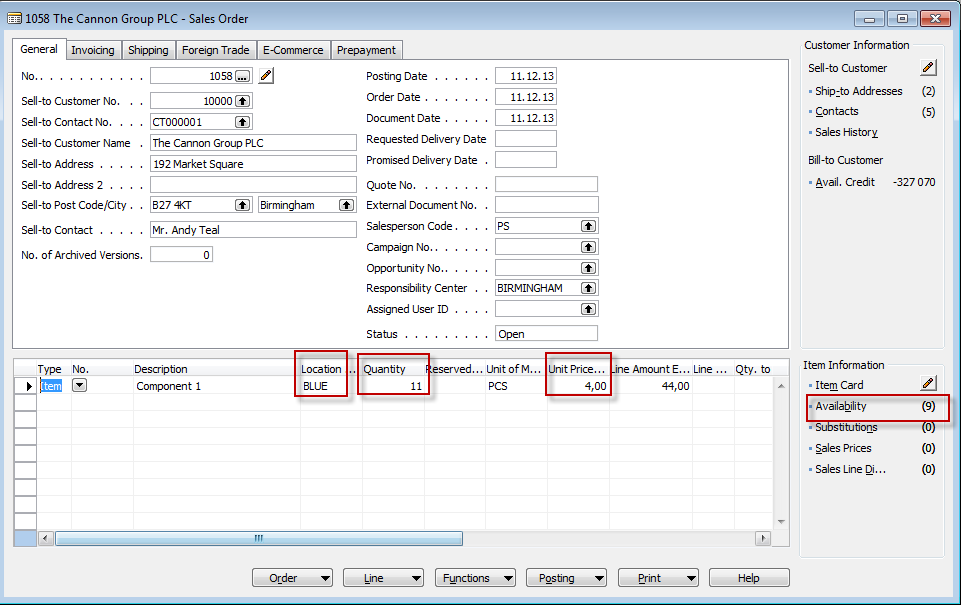 1058 The Cannon Group PLC - Sales Order
General Invoicing Shipping Foreign Trade E-Commerce Prepayment
No. . . . . . . . . . . 1058 ...
Sell-to Customer No. . . . 10000
Sell-to Contact No. . . . . CT000001
Sell-to Customer Name . The Cannon Group PLC
Sell-to Address . . . . . 192 Market Square
Sell-to Address 2 . . . . .
Sell-to Post Code/City . . B27 4KT Birmingham
Sell-to Contact . . . . . Mr. Andy Teal
No. of Archived Versions. 0
Posting Date . . . . . . 11.12.13
Order Date . . . . . . . 11.12.13
Document Date . . . . . 11.12.13
Requested Delivery Date
Promised Delivery Date .
Quote No. . . . . . . .
External Document No. . .
Salesperson Code . . . . PS
Campaign No. . . . . . .
Opportunity No. . . . . .
Responsibility Center . . BIRMINGHAM
Assigned User ID . . . .
Status . . . . . . . . . Open
Customer Information
Sell-to Customer
Ship-to Addresses (2)
Contacts (5)
Sales History
Bill-to Customer
Avail. Credit -327 070
Type No. Description Location ... Quantity Reserved... Unit of M... Unit Price... Line Amount E... Line ... Qty. to
Item Component 1 BLUE 11 PCS 4,00 44,00
Item Information
Item Card
Availability (9)
Substitutions (0)
Sales Prices (0)
Sales Line Di... (0)
Order Line Functions Posting Print Help